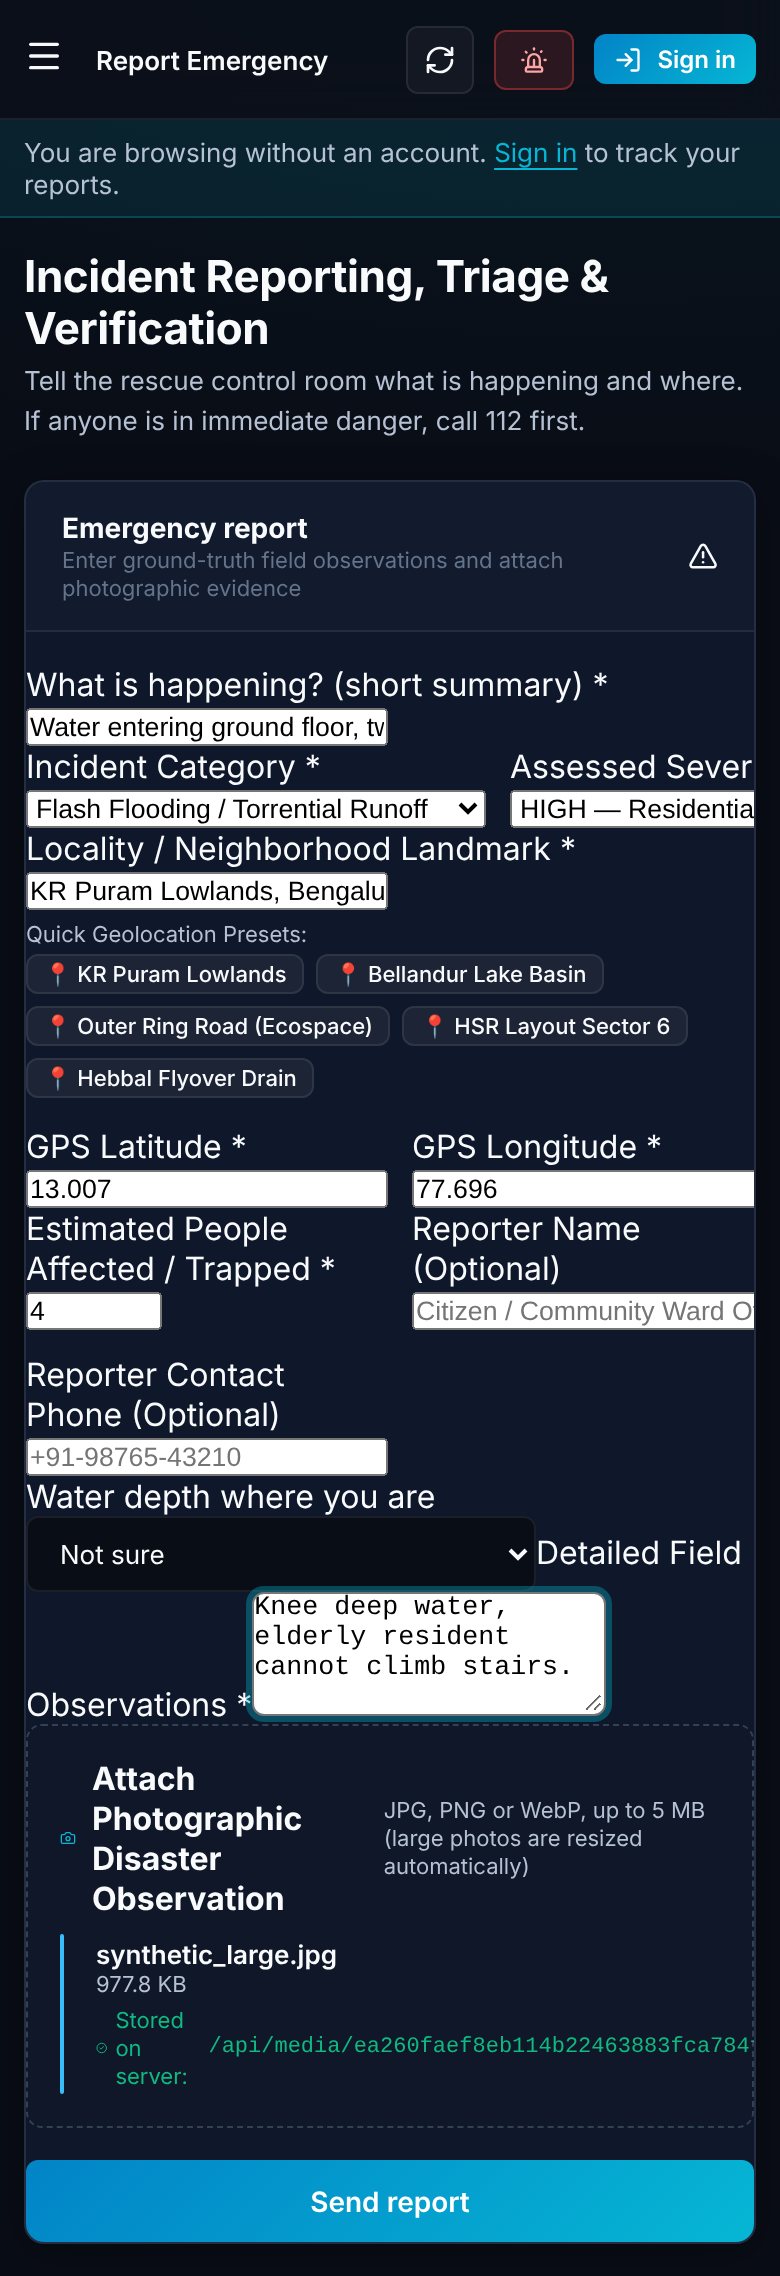 Report Emergency
Sign in
You are browsing without an account. Sign in to track your
reports.
Incident Reporting, Triage &
Verification
Tell the rescue control room what is happening and where.
If anyone is in immediate danger, call 112 first.
Emergency report
Enter ground-truth field observations and attach
photographic evidence
What is happening? (short summary) *
Water entering ground floor, tw
Incident Category *
Assessed Sever
Flash Flooding / Torrential Runoff
HIGH — Residentia
Locality / Neighborhood Landmark *
KR Puram Lowlands, Bengalu
Quick Geolocation Presets:
📍 KR Puram Lowlands
📍 Bellandur Lake Basin
📍 Outer Ring Road (Ecospace)
📍 HSR Layout Sector 6
📍 Hebbal Flyover Drain
GPS Latitude *
GPS Longitude *
13.007
77.696
Estimated People
Affected / Trapped *
Reporter Name
(Optional)
4
Citizen / Community Ward O
Reporter Contact
Phone (Optional)
+91-98765-43210
Water depth where you are
Not sure
Detailed Field
Observations *
Knee deep water,
elderly resident
cannot climb stairs.
Attach
Photographic
Disaster
Observation
JPG, PNG or WebP, up to 5 MB
(large photos are resized
automatically)
synthetic_large.jpg
977.8 KB
Stored
on
server:
/api/media/ea260faef8eb114b22463883fca784
Send report